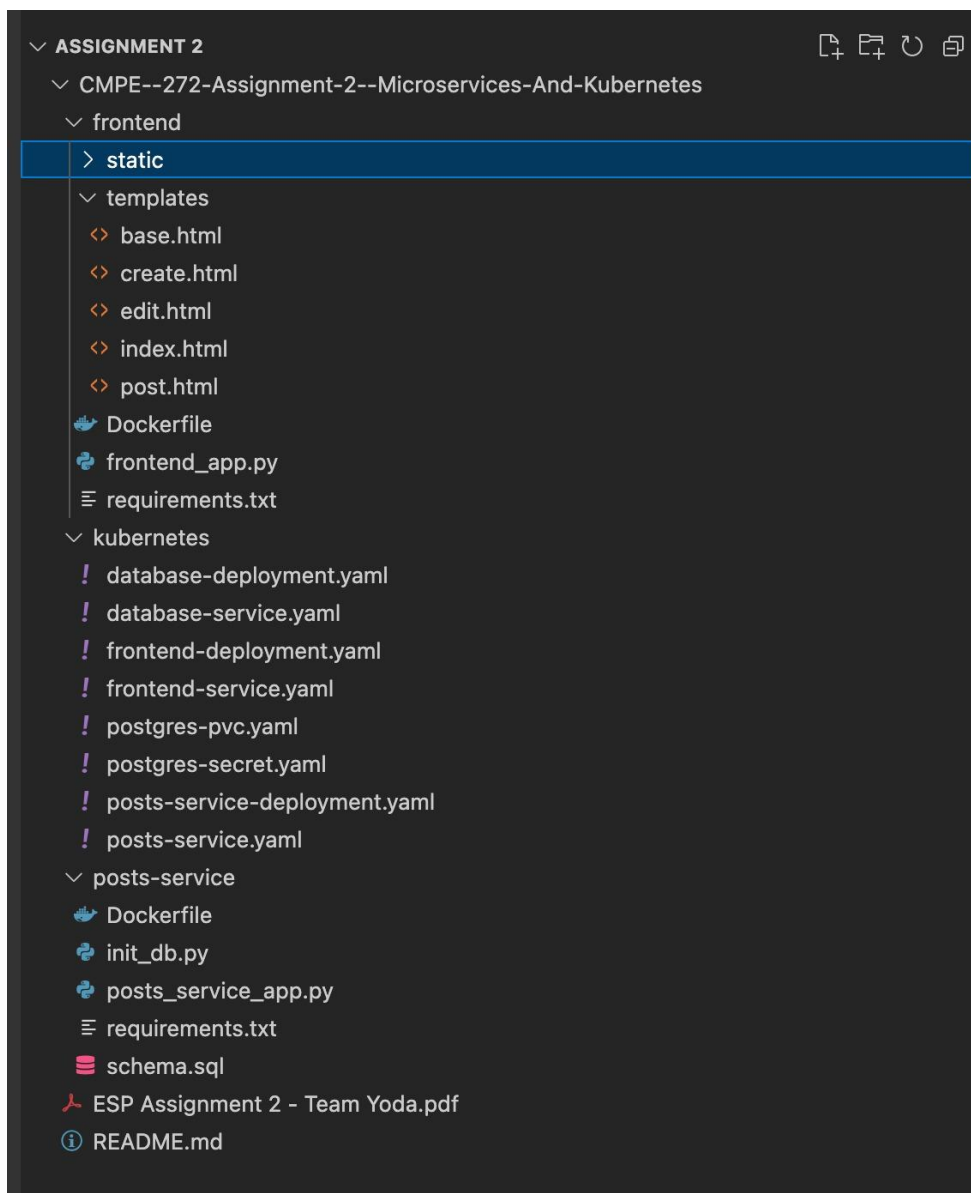 ASSIGNMENT 2
CMPE--272-Assignment-2--Microservices-And-Kubernetes
frontend
static
templates
base.html
create.html
edit.html
index.html
post.html
Dockerfile
frontend_app.py
requirements.txt
kubernetes
database-deployment.yaml
database-service.yaml
frontend-deployment.yaml
frontend-service.yaml
postgres-pvc.yaml
postgres-secret.yaml
posts-service-deployment.yaml
posts-service.yaml
posts-service
Dockerfile
init_db.py
posts_service_app.py
requirements.txt
schema.sql
ESP Assignment 2 - Team Yoda.pdf
README.md